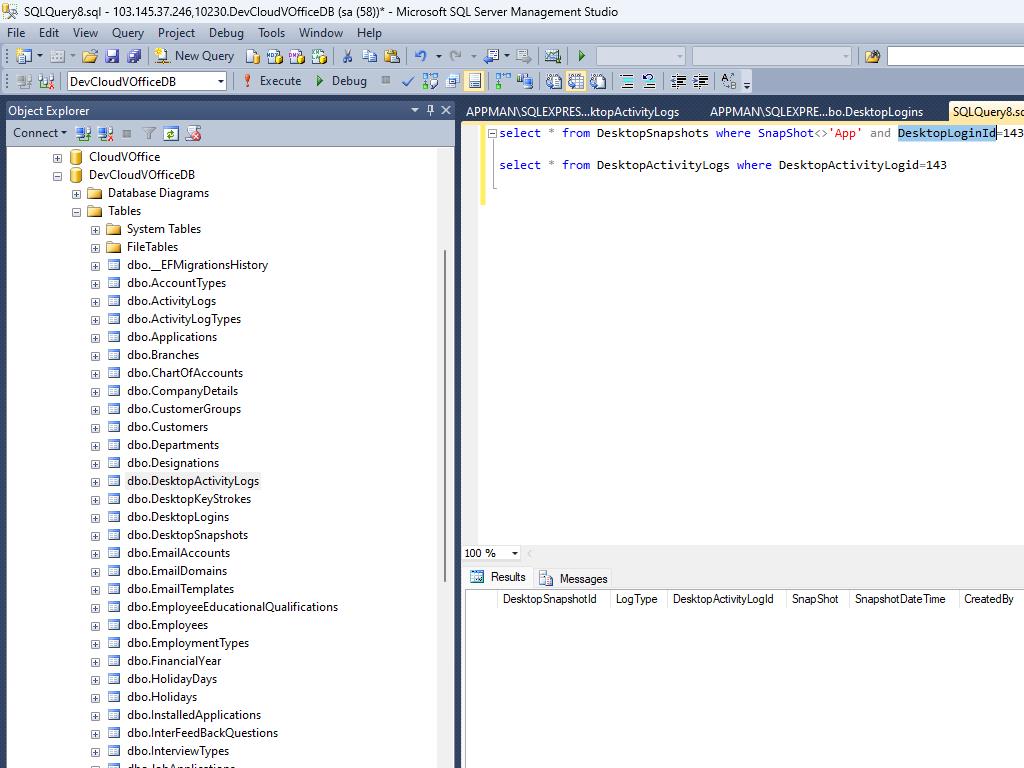 SQLQuery8.sql - 103.145.37.246,10230.DevCloudVOfficeDB (sa (58))* - Microsoft SQL Server Management Studio
File Edit View Query Project Debug Tools Window Help
New Query
DevCloudVOfficeDB Execute Debug
Object Explorer
Connect
CloudVOffice
DevCloudVOfficeDB
Database Diagrams
Tables
System Tables
FileTables
dbo.__EFMigrationsHistory
dbo.AccountTypes
dbo.ActivityLogs
dbo.ActivityLogTypes
dbo.Applications
dbo.Branches
dbo.ChartOfAccounts
dbo.CompanyDetails
dbo.CustomerGroups
dbo.Customers
dbo.Departments
dbo.Designations
dbo.DesktopActivityLogs
dbo.DesktopKeyStrokes
dbo.DesktopLogins
dbo.DesktopSnapshots
dbo.EmailAccounts
dbo.EmailDomains
dbo.EmailTemplates
dbo.EmployeeEducationalQualifications
dbo.Employees
dbo.EmploymentTypes
dbo.FinancialYear
dbo.HolidayDays
dbo.Holidays
dbo.InstalledApplications
dbo.InterFeedBackQuestions
dbo.InterviewTypes
APPMAN\SQLEXPRES...ktopActivityLogs APPMAN\SQLEXPRE...bo.DesktopLogins SQLQuery8.sq
select * from DesktopSnapshots where SnapShot<>'App' and DesktopLoginId=143
select * from DesktopActivityLogs where DesktopActivityLogid=143
100 %
Results Messages
DesktopSnapshotId LogType DesktopActivityLogId SnapShot SnapshotDateTime CreatedBy